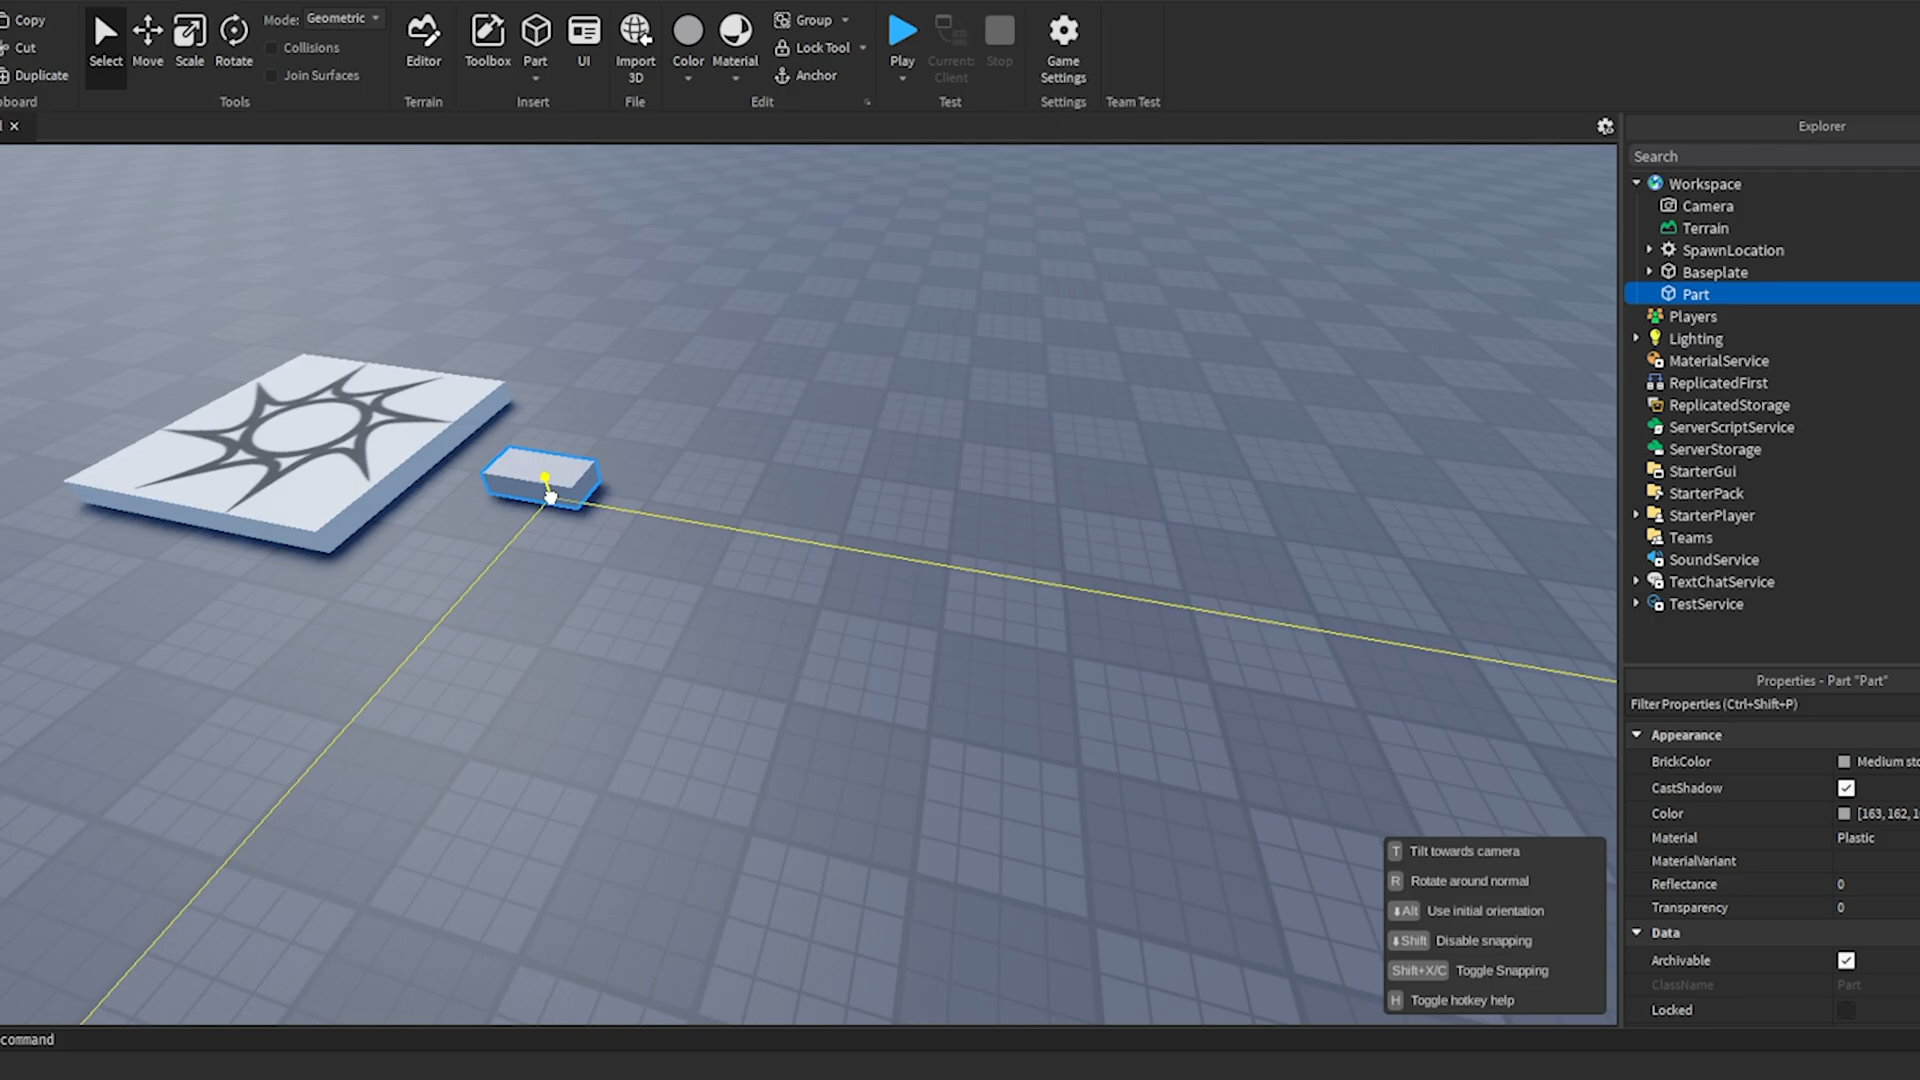 Copy
Cut
Duplicate
board
Select
Move
Scale
Rotate
Mode: Geometric
Collisions
Join Surfaces
Tools
Editor
Terrain
Toolbox
Part
UI
Insert
Import
3D
File
Color
Material
Group
Lock Tool
Anchor
Edit
Play
Current:
Client
Stop
Test
Game
Settings
Settings
Team Test
Explorer
Search
Workspace
Camera
Terrain
SpawnLocation
Baseplate
Part
Players
Lighting
MaterialService
ReplicatedFirst
ReplicatedStorage
ServerScriptService
ServerStorage
StarterGui
StarterPack
StarterPlayer
Teams
SoundService
TextChatService
TestService
Properties - Part "Part"
Filter Properties (Ctrl+Shift+P)
Appearance
BrickColor Medium sto
CastShadow
Color [163, 162, 1
Material Plastic
MaterialVariant
Reflectance 0
Transparency 0
Data
Archivable
ClassName Part
Locked
T Tilt towards camera
R Rotate around normal
Alt Use initial orientation
Shift Disable snapping
Shift+X/C Toggle Snapping
H Toggle hotkey help
command